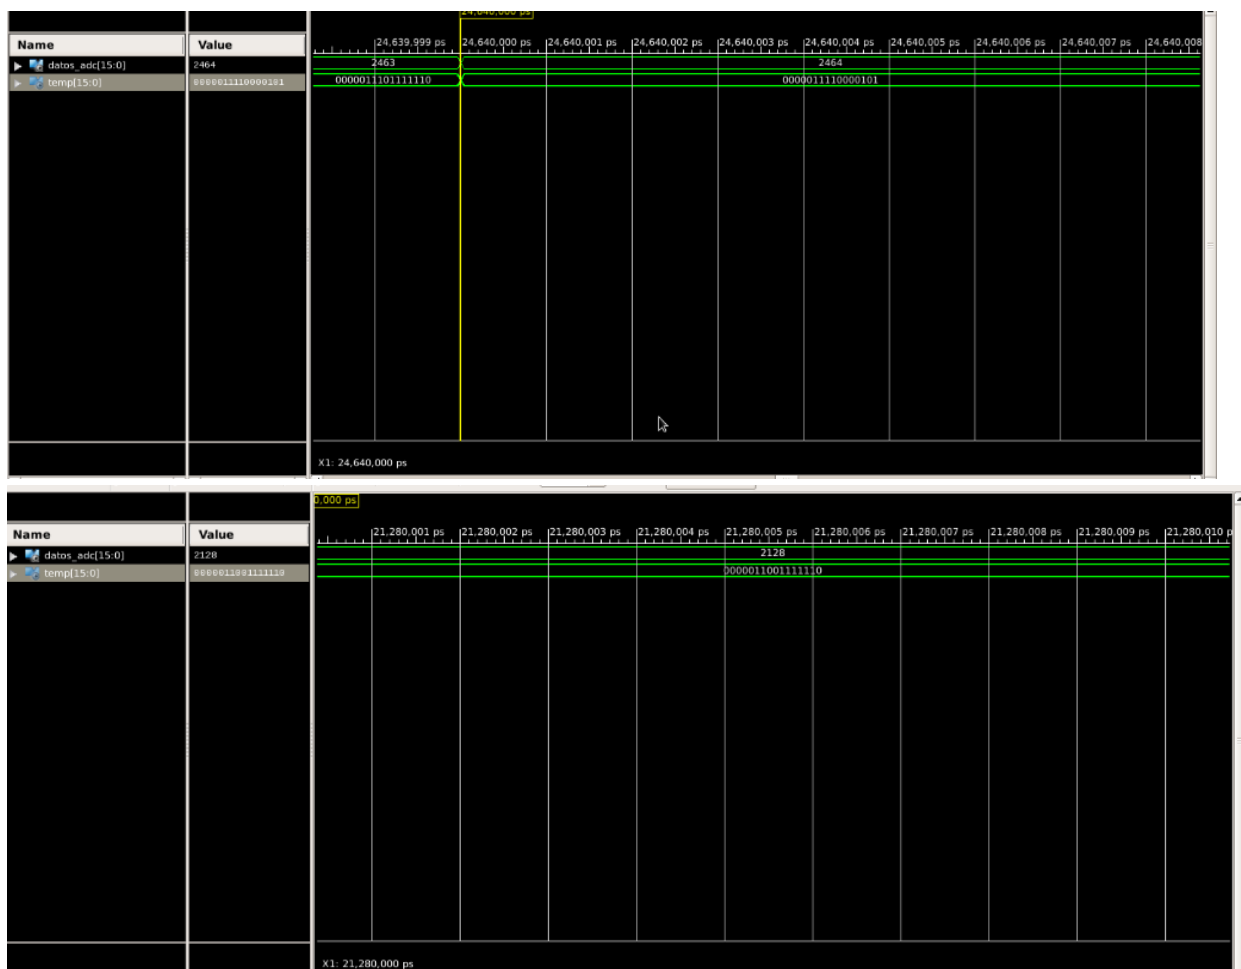 24,640,000 ps
Name Value
24,639,999 ps 24,640,000 ps 24,640,001 ps 24,640,002 ps 24,640,003 ps 24,640,004 ps 24,640,005 ps 24,640,006 ps 24,640,007 ps 24,640,008
datos_adc[15:0] 2464 2463 2464
temp[15:0] 0000011110000101 0000011101111110 0000011110000101
X1: 24,640,000 ps
0,000 ps
Name Value
21,280,001 ps 21,280,002 ps 21,280,003 ps 21,280,004 ps 21,280,005 ps 21,280,006 ps 21,280,007 ps 21,280,008 ps 21,280,009 ps 21,280,010 p
datos_adc[15:0] 2128 2128
temp[15:0] 0000011001111110 0000011001111110
X1: 21,280,000 ps